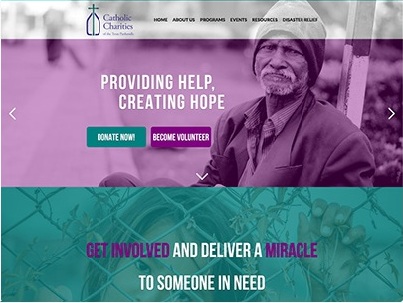 Catholic
Charities
of the Texas Panhandle
HOME ABOUT US PROGRAMS EVENTS RESOURCES DISASTER RELIEF
PROVIDING HELP,
CREATING HOPE
DONATE NOW! BECOME VOLUNTEER
GET INVOLVED AND DELIVER A MIRACLE
TO SOMEONE IN NEED